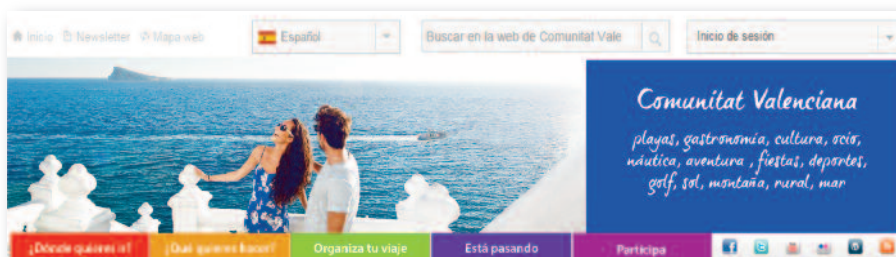 Inicio Newsletter Mapa web Español Buscar en la web de Comunitat Vale Inicio de sesión
Comunitat Valenciana
playas, gastronomía, cultura, ocio,
náutica, aventura , fiestas, deportes,
golf, sol, montaña, rural, mar
¿Dónde quieres ir? ¿Qué quieres hacer? Organiza tu viaje Está pasando Participa